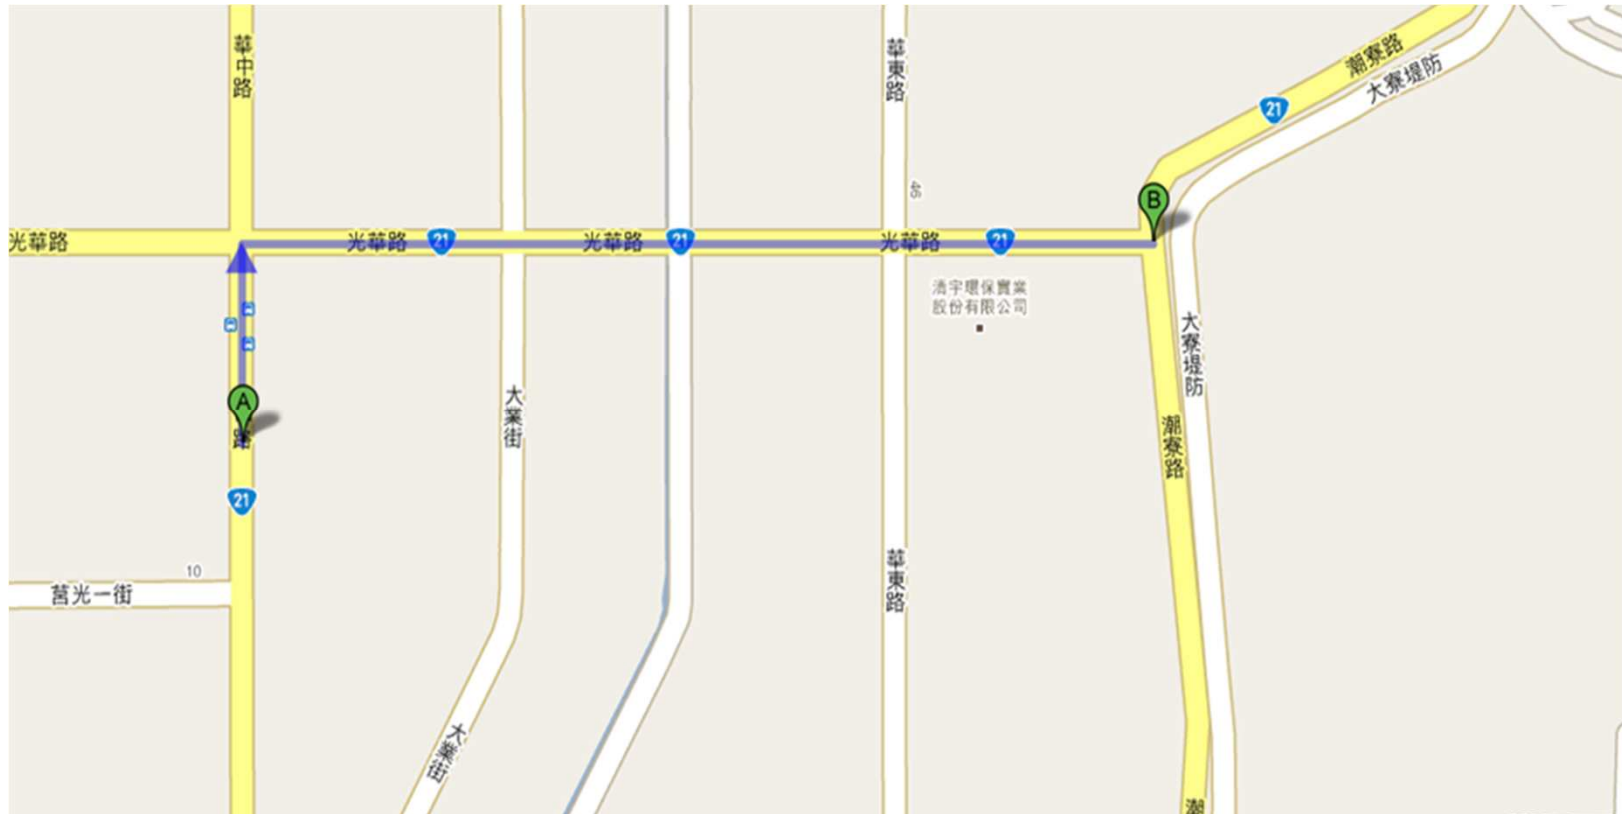 華中路
華東路
潮寮路
大寮堤防
21
46
光華路
光華路
21
光華路
21
光華路
21
B
清宇環保實業
股份有限公司
大寮堤防
A
路
大業街
潮寮路
21
10
莒光一街
華東路
大業街
潮